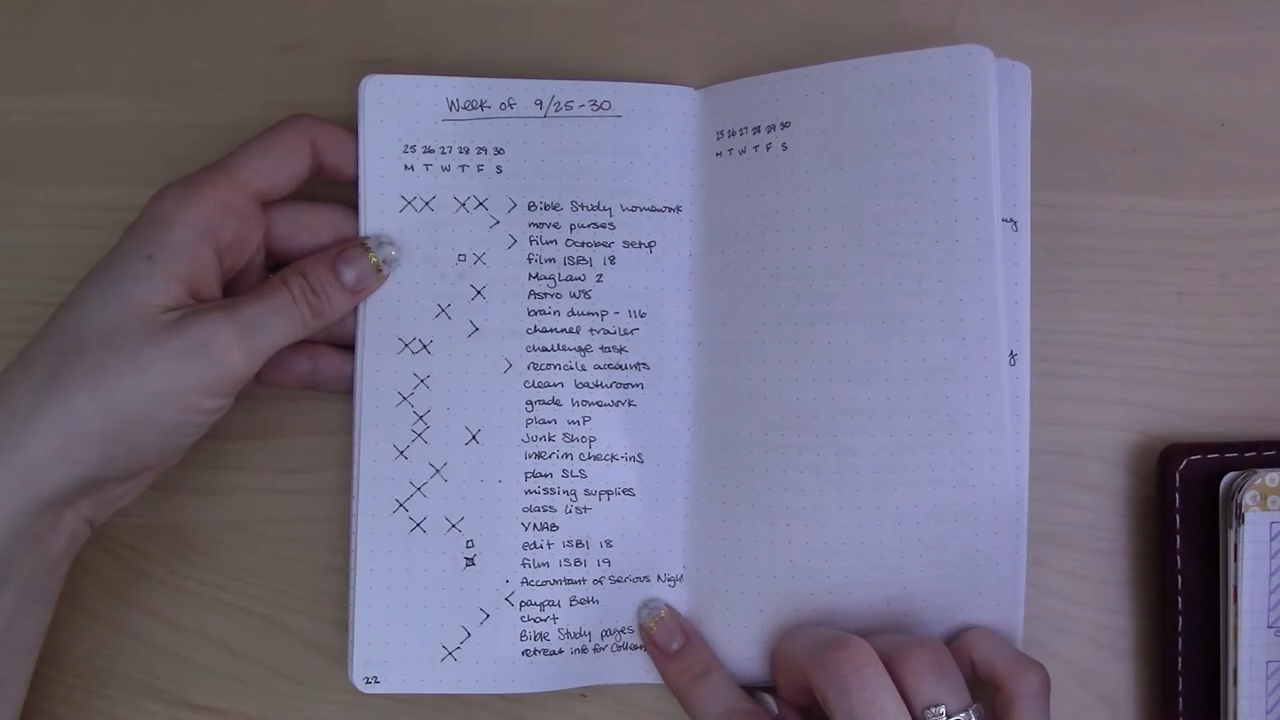 Week of 9/25-30
25 26 27 28 29 30
M T W T F S
Bible Study homework
move purses
film October setup
film ISBJ 18
MagLaw 2
Astro W8
brain dump - 116
channel trailer
challenge task
reconcile accounts
clean bathroom
grade homework
plan MP
Junk Shop
interim check-ins
plan SLS
missing supplies
class list
YNAB
edit ISBJ 18
film ISBJ 19
Accountant of Serious Nigh
paypal Beth
chart
Bible Study pages
retreat info for
22
25 26 27 28 29 30
M T W T F S